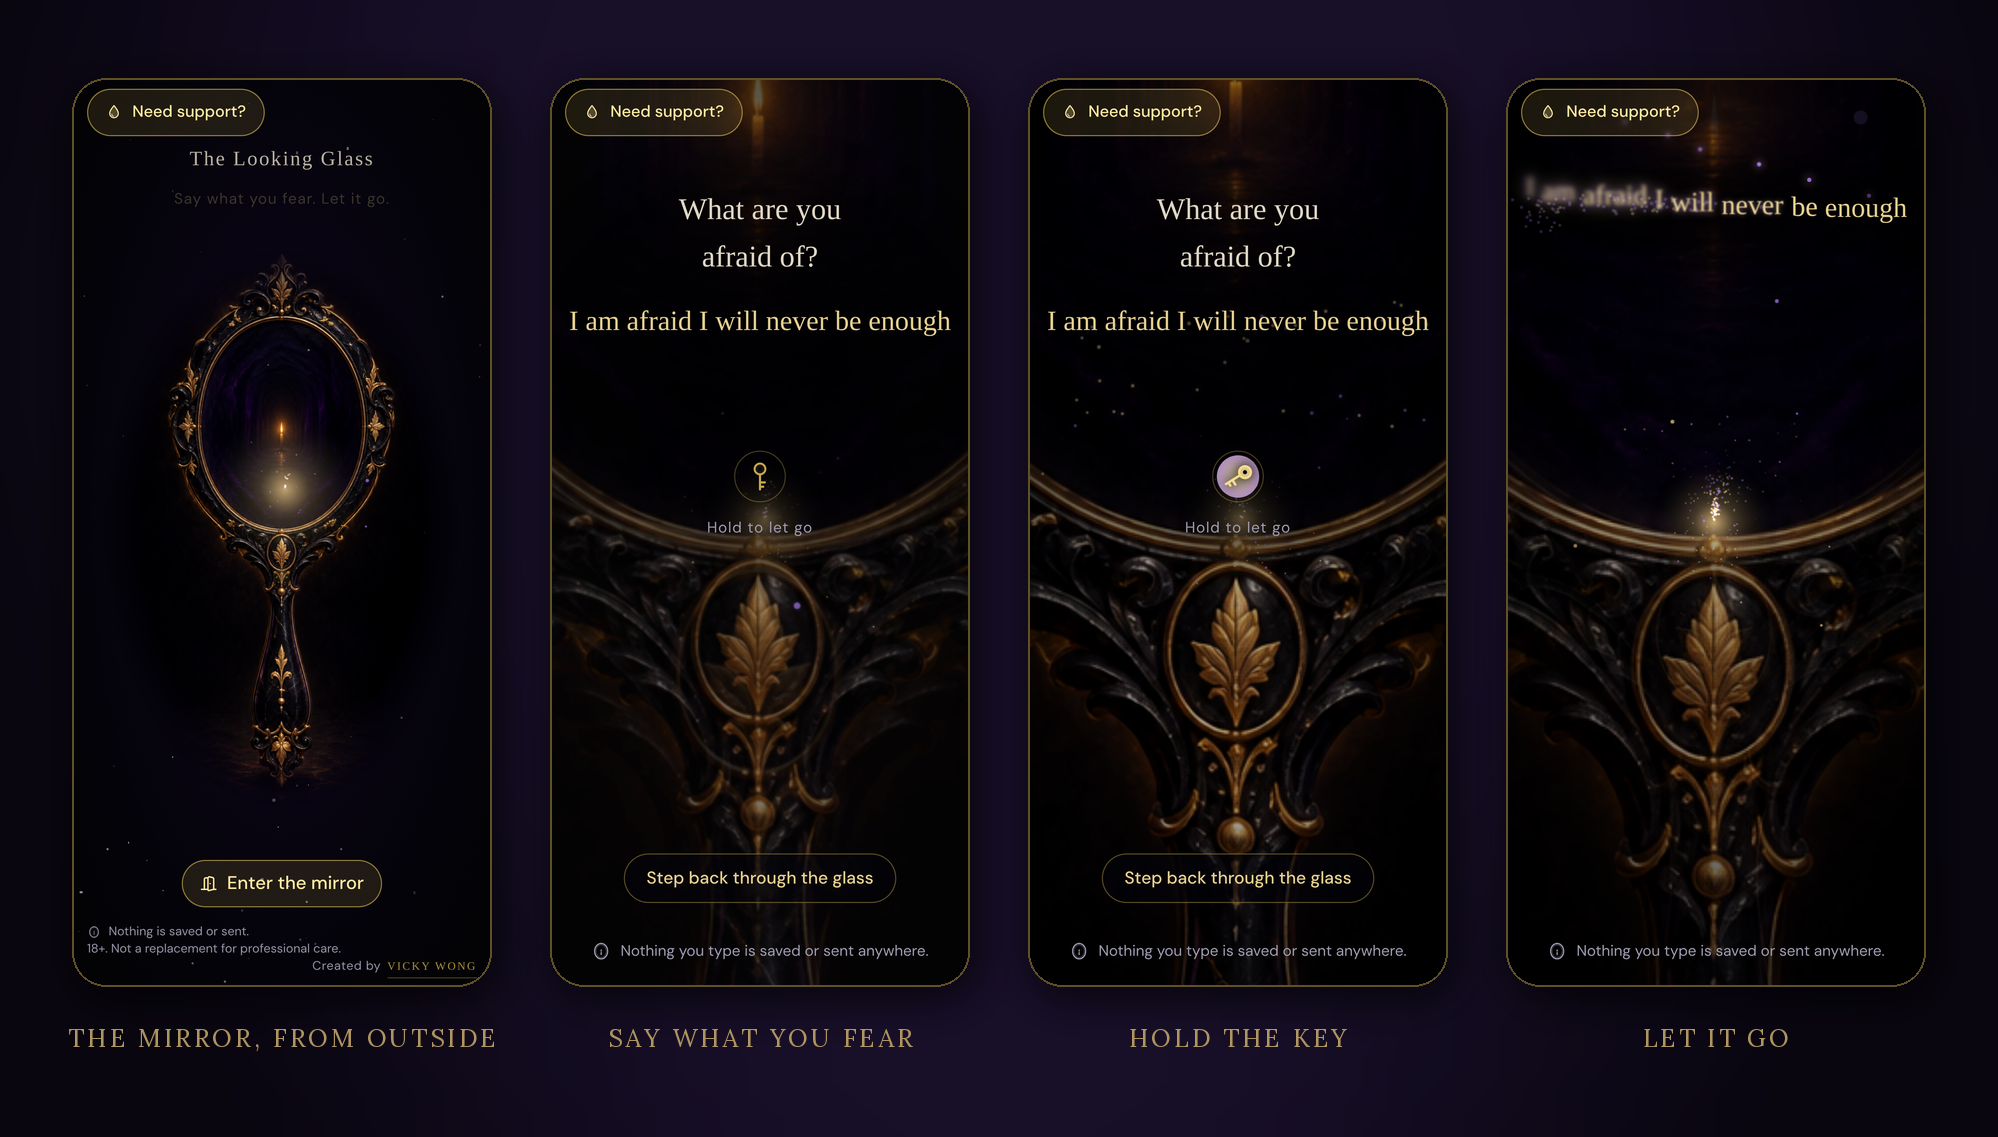 Need support?
The Looking Glass
Say what you fear. Let it go.
Enter the mirror
Nothing is saved or sent.
18+. Not a replacement for professional care.
Created by VICKY WONG
THE MIRROR, FROM OUTSIDE
Need support?
What are you
afraid of?
I am afraid I will never be enough
Hold to let go
Step back through the glass
Nothing you type is saved or sent anywhere.
SAY WHAT YOU FEAR
Need support?
What are you
afraid of?
I am afraid I will never be enough
Hold to let go
Step back through the glass
Nothing you type is saved or sent anywhere.
HOLD THE KEY
Need support?
I am afraid I will never be enough
Nothing you type is saved or sent anywhere.
LET IT GO